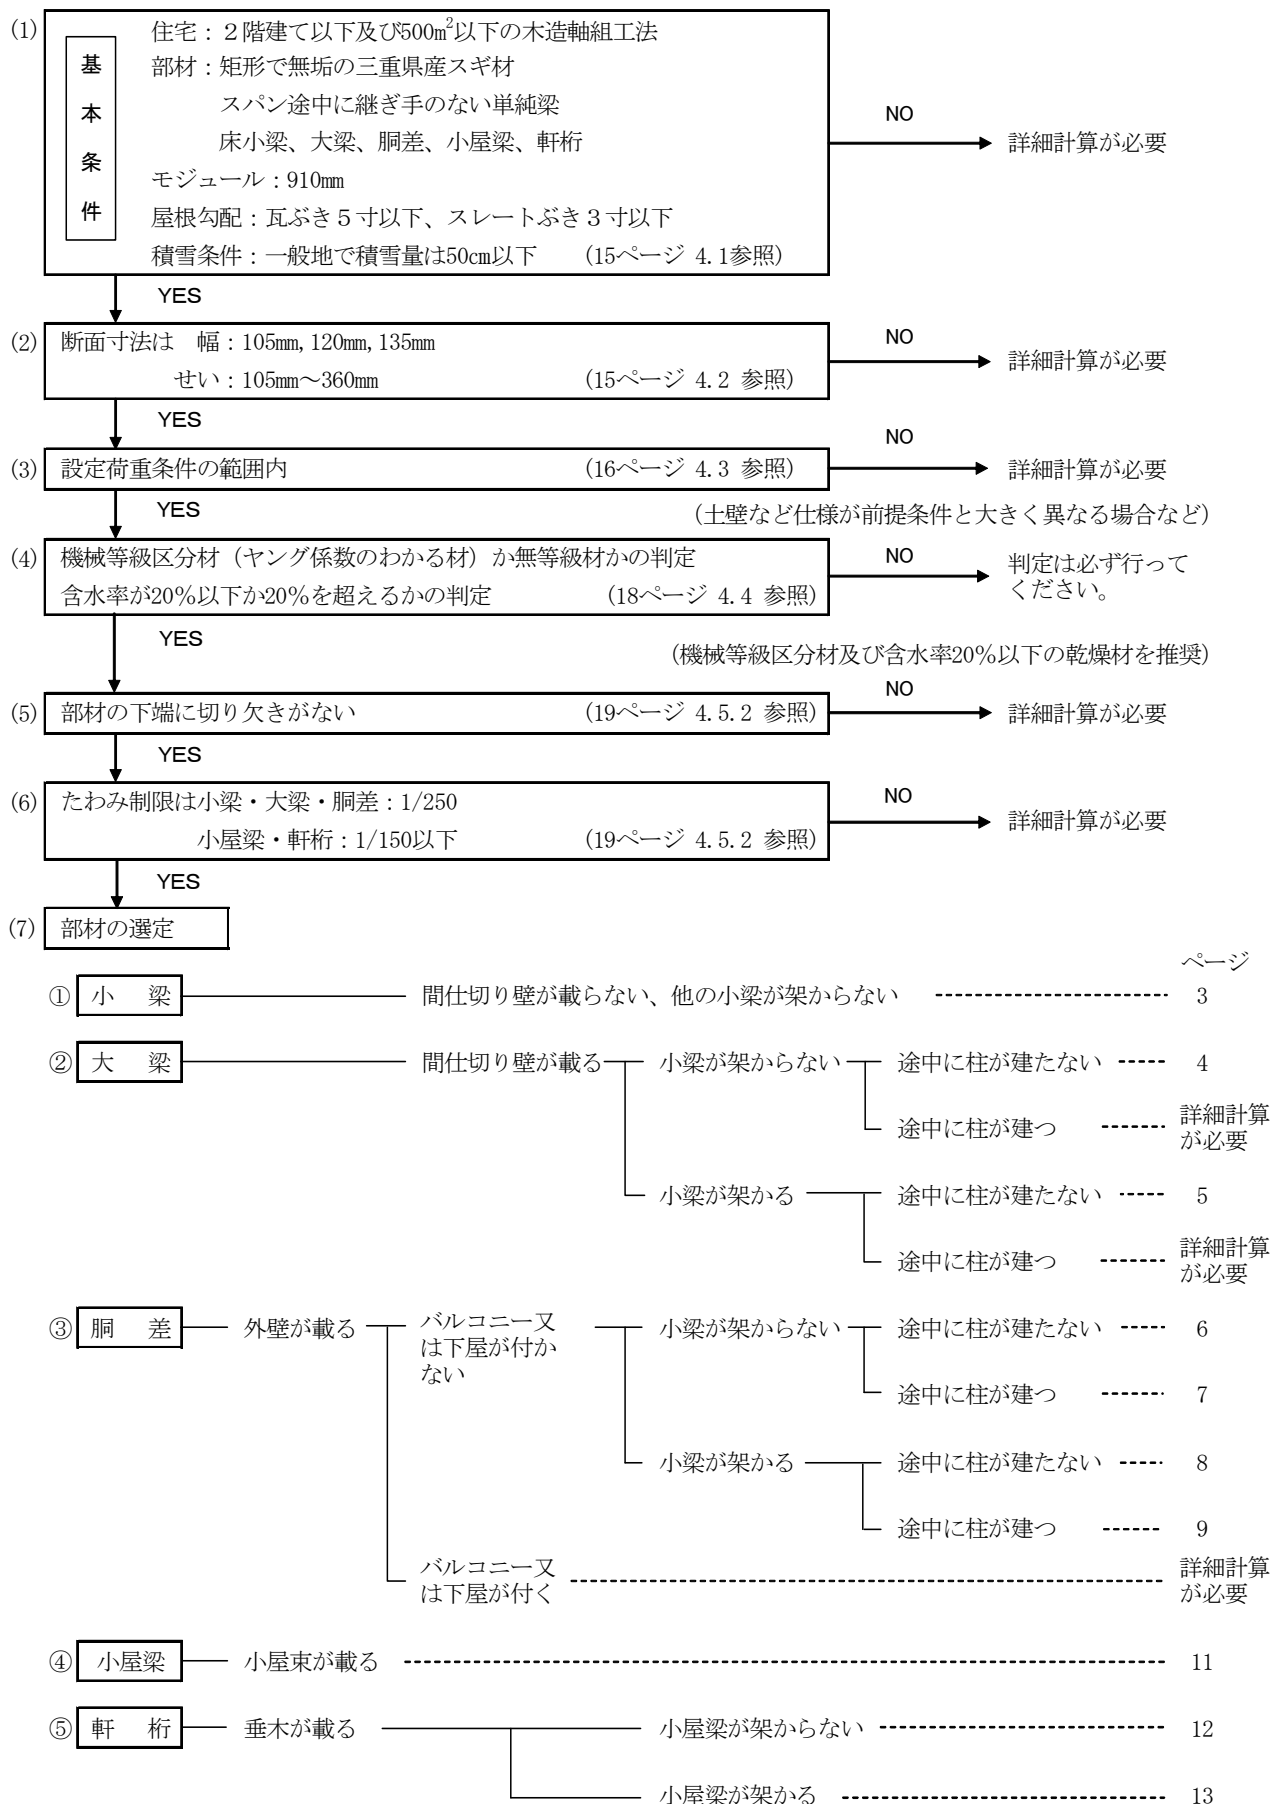 (1)
基本条件
住宅：２階建て以下及び500m²以下の木造軸組工法
部材：矩形で無垢の三重県産スギ材
スパン途中に継ぎ手のない単純梁
床小梁、大梁、胴差、小屋梁、軒桁
モジュール：910mm
屋根勾配：瓦ぶき５寸以下、スレートぶき３寸以下
積雪条件：一般地で積雪量は50cm以下　(15ページ 4.1参照)
NO
詳細計算が必要
YES
(2) 断面寸法は　幅：105mm,120mm,135mm
せい：105mm～360mm　(15ページ 4.2 参照)
NO
詳細計算が必要
YES
(3) 設定荷重条件の範囲内　(16ページ 4.3 参照)
NO
詳細計算が必要
YES
(土壁など仕様が前提条件と大きく異なる場合など)
(4) 機械等級区分材（ヤング係数のわかる材）か無等級材かの判定
含水率が20%以下か20%を超えるかの判定　(18ページ 4.4 参照)
NO
判定は必ず行って
ください。
YES
(機械等級区分材及び含水率20%以下の乾燥材を推奨)
(5) 部材の下端に切り欠きがない　(19ページ 4.5.2 参照)
NO
詳細計算が必要
YES
(6) たわみ制限は小梁・大梁・胴差：1/250
小屋梁・軒桁：1/150以下　(19ページ 4.5.2 参照)
NO
詳細計算が必要
YES
(7) 部材の選定
ページ
① 小　梁　間仕切り壁が載らない、他の小梁が架からない　3
② 大　梁　間仕切り壁が載る　小梁が架からない　途中に柱が建たない　4
途中に柱が建つ　詳細計算
が必要
小梁が架かる　途中に柱が建たない　5
途中に柱が建つ　詳細計算
が必要
③ 胴　差　外壁が載る　バルコニー又
は下屋が付か
ない
小梁が架からない　途中に柱が建たない　6
途中に柱が建つ　7
小梁が架かる　途中に柱が建たない　8
途中に柱が建つ　9
バルコニー又
は下屋が付く
詳細計算
が必要
④ 小屋梁　小屋束が載る　11
⑤ 軒　桁　垂木が載る　小屋梁が架からない　12
小屋梁が架かる　13